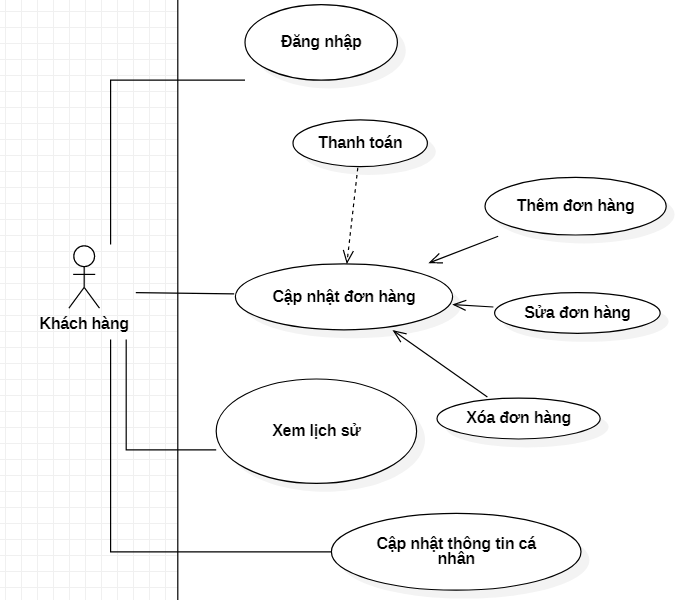 Đăng nhập
Thanh toán
Thêm đơn hàng
Cập nhật đơn hàng
Sửa đơn hàng
Khách hàng
Xóa đơn hàng
Xem lịch sử
Cập nhật thông tin cá
nhân